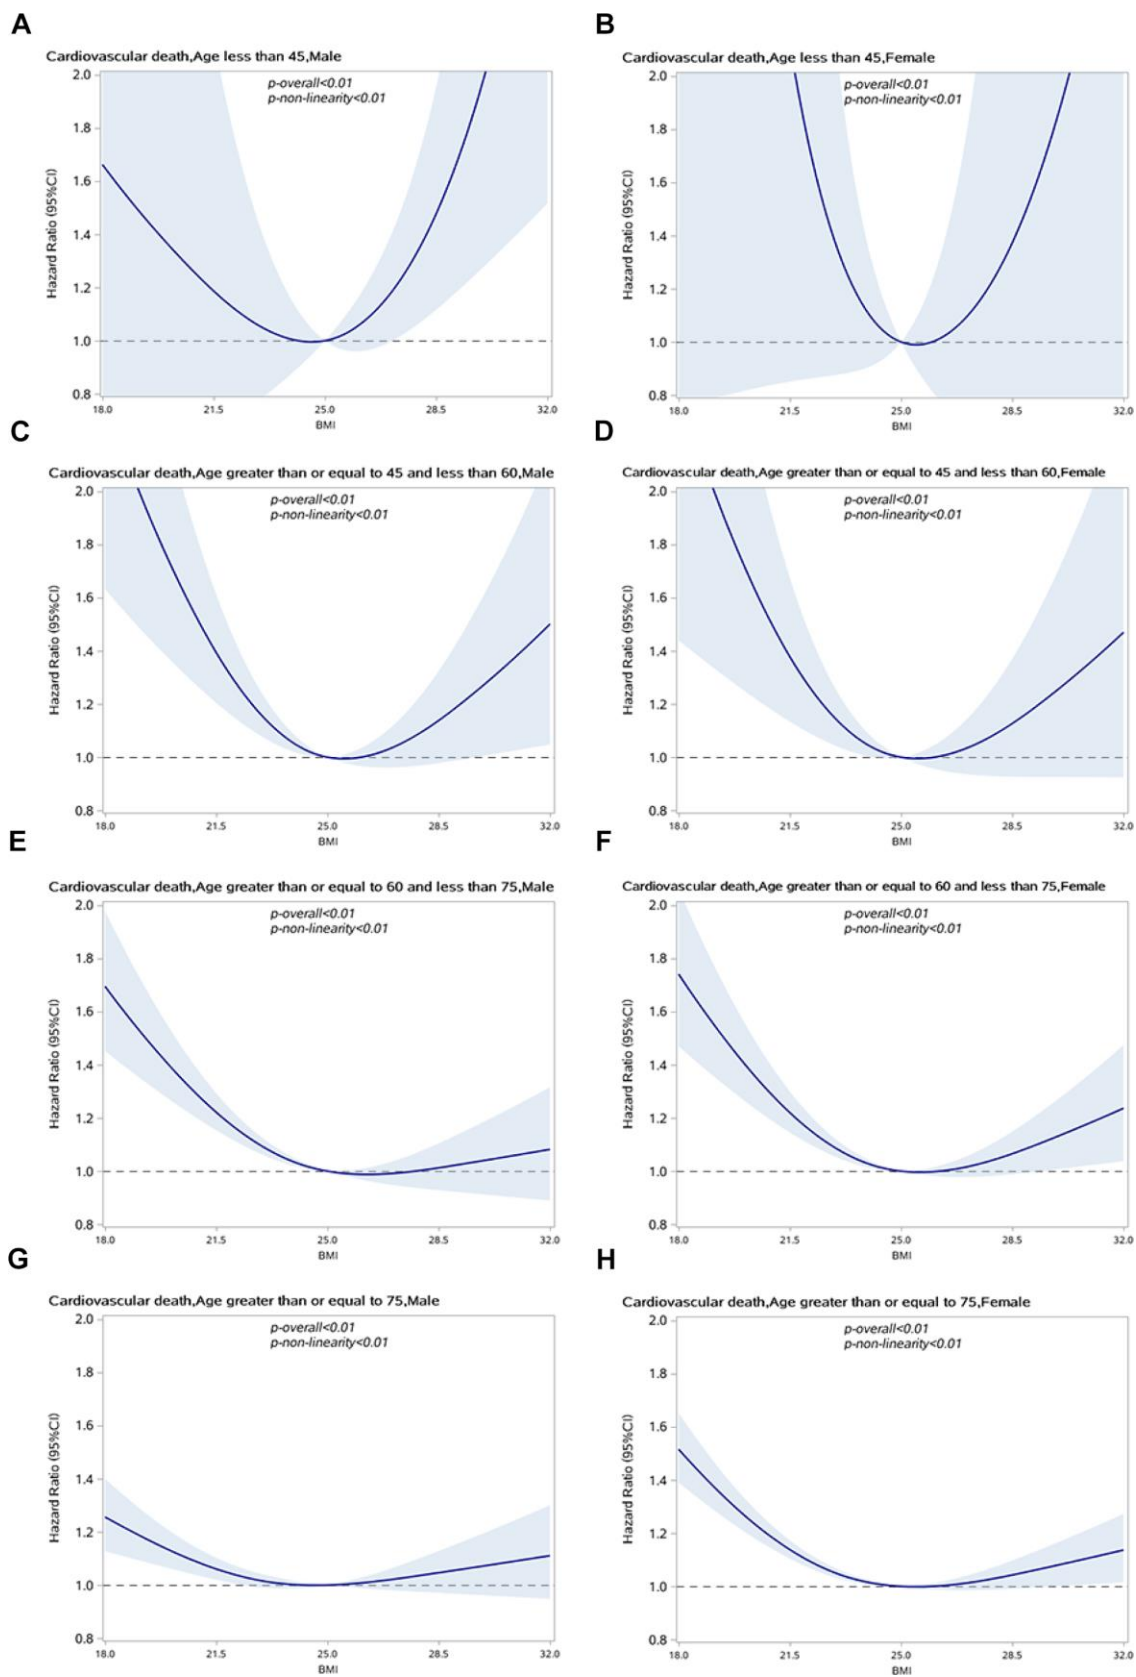 A
Cardiovascular death,Age less than 45,Male
p-overall<0.01
p-non-linearity<0.01
Hazard Ratio (95%CI)
2.0
1.8
1.6
1.4
1.2
1.0
0.8
18.0 21.5 25.0 28.5 32.0
BMI
B
Cardiovascular death,Age less than 45,Female
p-overall<0.01
p-non-linearity<0.01
Hazard Ratio (95%CI)
2.0
1.8
1.6
1.4
1.2
1.0
0.8
18.0 21.5 25.0 28.5 32.0
BMI
C
Cardiovascular death,Age greater than or equal to 45 and less than 60,Male
p-overall<0.01
p-non-linearity<0.01
Hazard Ratio (95%CI)
2.0
1.8
1.6
1.4
1.2
1.0
0.8
18.0 21.5 25.0 28.5 32.0
BMI
D
Cardiovascular death,Age greater than or equal to 45 and less than 60,Female
p-overall<0.01
p-non-linearity<0.01
Hazard Ratio (95%CI)
2.0
1.8
1.6
1.4
1.2
1.0
0.8
18.0 21.5 25.0 28.5 32.0
BMI
E
Cardiovascular death,Age greater than or equal to 60 and less than 75,Male
p-overall<0.01
p-non-linearity<0.01
Hazard Ratio (95%CI)
2.0
1.8
1.6
1.4
1.2
1.0
0.8
18.0 21.5 25.0 28.5 32.0
BMI
F
Cardiovascular death,Age greater than or equal to 60 and less than 75,Female
p-overall<0.01
p-non-linearity<0.01
Hazard Ratio (95%CI)
2.0
1.8
1.6
1.4
1.2
1.0
0.8
18.0 21.5 25.0 28.5 32.0
BMI
G
Cardiovascular death,Age greater than or equal to 75,Male
p-overall<0.01
p-non-linearity<0.01
Hazard Ratio (95%CI)
2.0
1.8
1.6
1.4
1.2
1.0
0.8
18.0 21.5 25.0 28.5 32.0
BMI
H
Cardiovascular death,Age greater than or equal to 75,Female
p-overall<0.01
p-non-linearity<0.01
Hazard Ratio (95%CI)
2.0
1.8
1.6
1.4
1.2
1.0
0.8
18.0 21.5 25.0 28.5 32.0
BMI